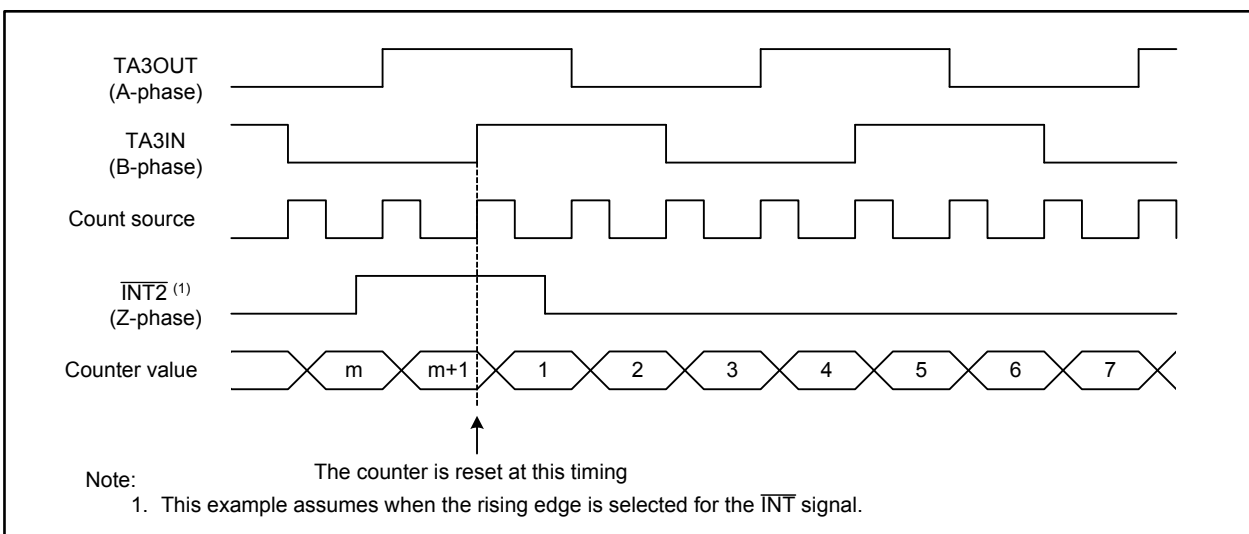 TA3OUT
(A-phase)
TA3IN
(B-phase)
Count source
INT2 (1)
(Z-phase)
Counter value
m
m+1
1
2
3
4
5
6
7
The counter is reset at this timing
Note:
1. This example assumes when the rising edge is selected for the INT signal.